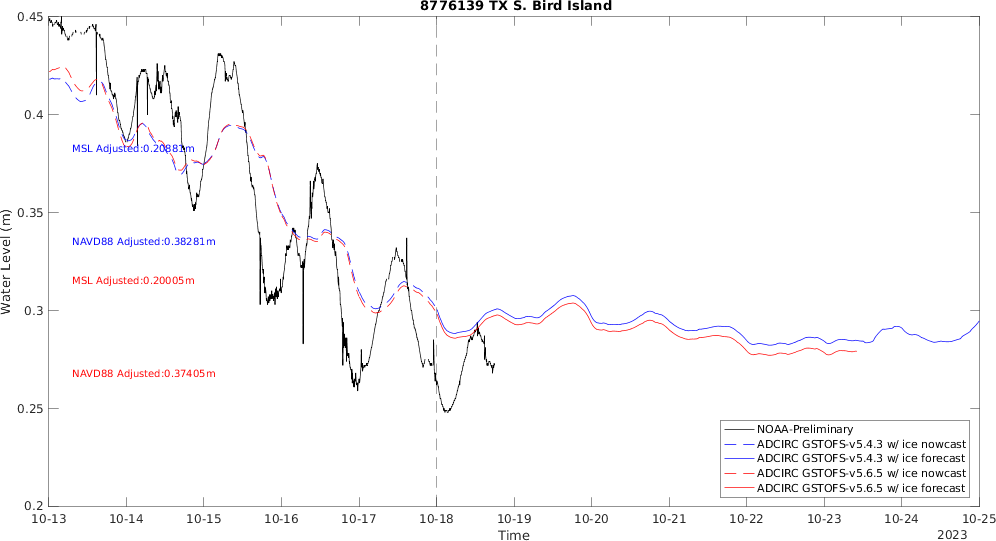 8776139 TX S. Bird Island
0.45
0.4
0.35
0.3
0.25
0.2
Water Level (m)
MSL Adjusted:0.20881m
NAVD88 Adjusted:0.38281m
MSL Adjusted:0.20005m
NAVD88 Adjusted:0.37405m
NOAA-Preliminary
ADCIRC GSTOFS-v5.4.3 w/ ice nowcast
ADCIRC GSTOFS-v5.4.3 w/ ice forecast
ADCIRC GSTOFS-v5.6.5 w/ ice nowcast
ADCIRC GSTOFS-v5.6.5 w/ ice forecast
10-13 10-14 10-15 10-16 10-17 10-18 10-19 10-20 10-21 10-22 10-23 10-24 10-25
Time
2023